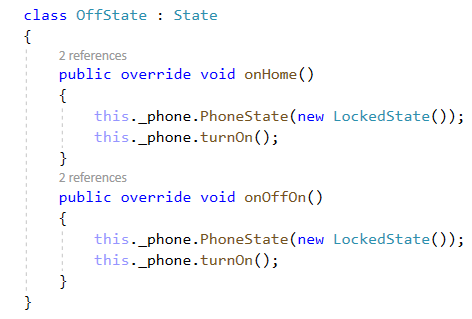 class OffState : State
{
2 references
public override void onHome()
{
this._phone.PhoneState(new LockedState());
this._phone.turnOn();
}
2 references
public override void onOffOn()
{
this._phone.PhoneState(new LockedState());
this._phone.turnOn();
}
}